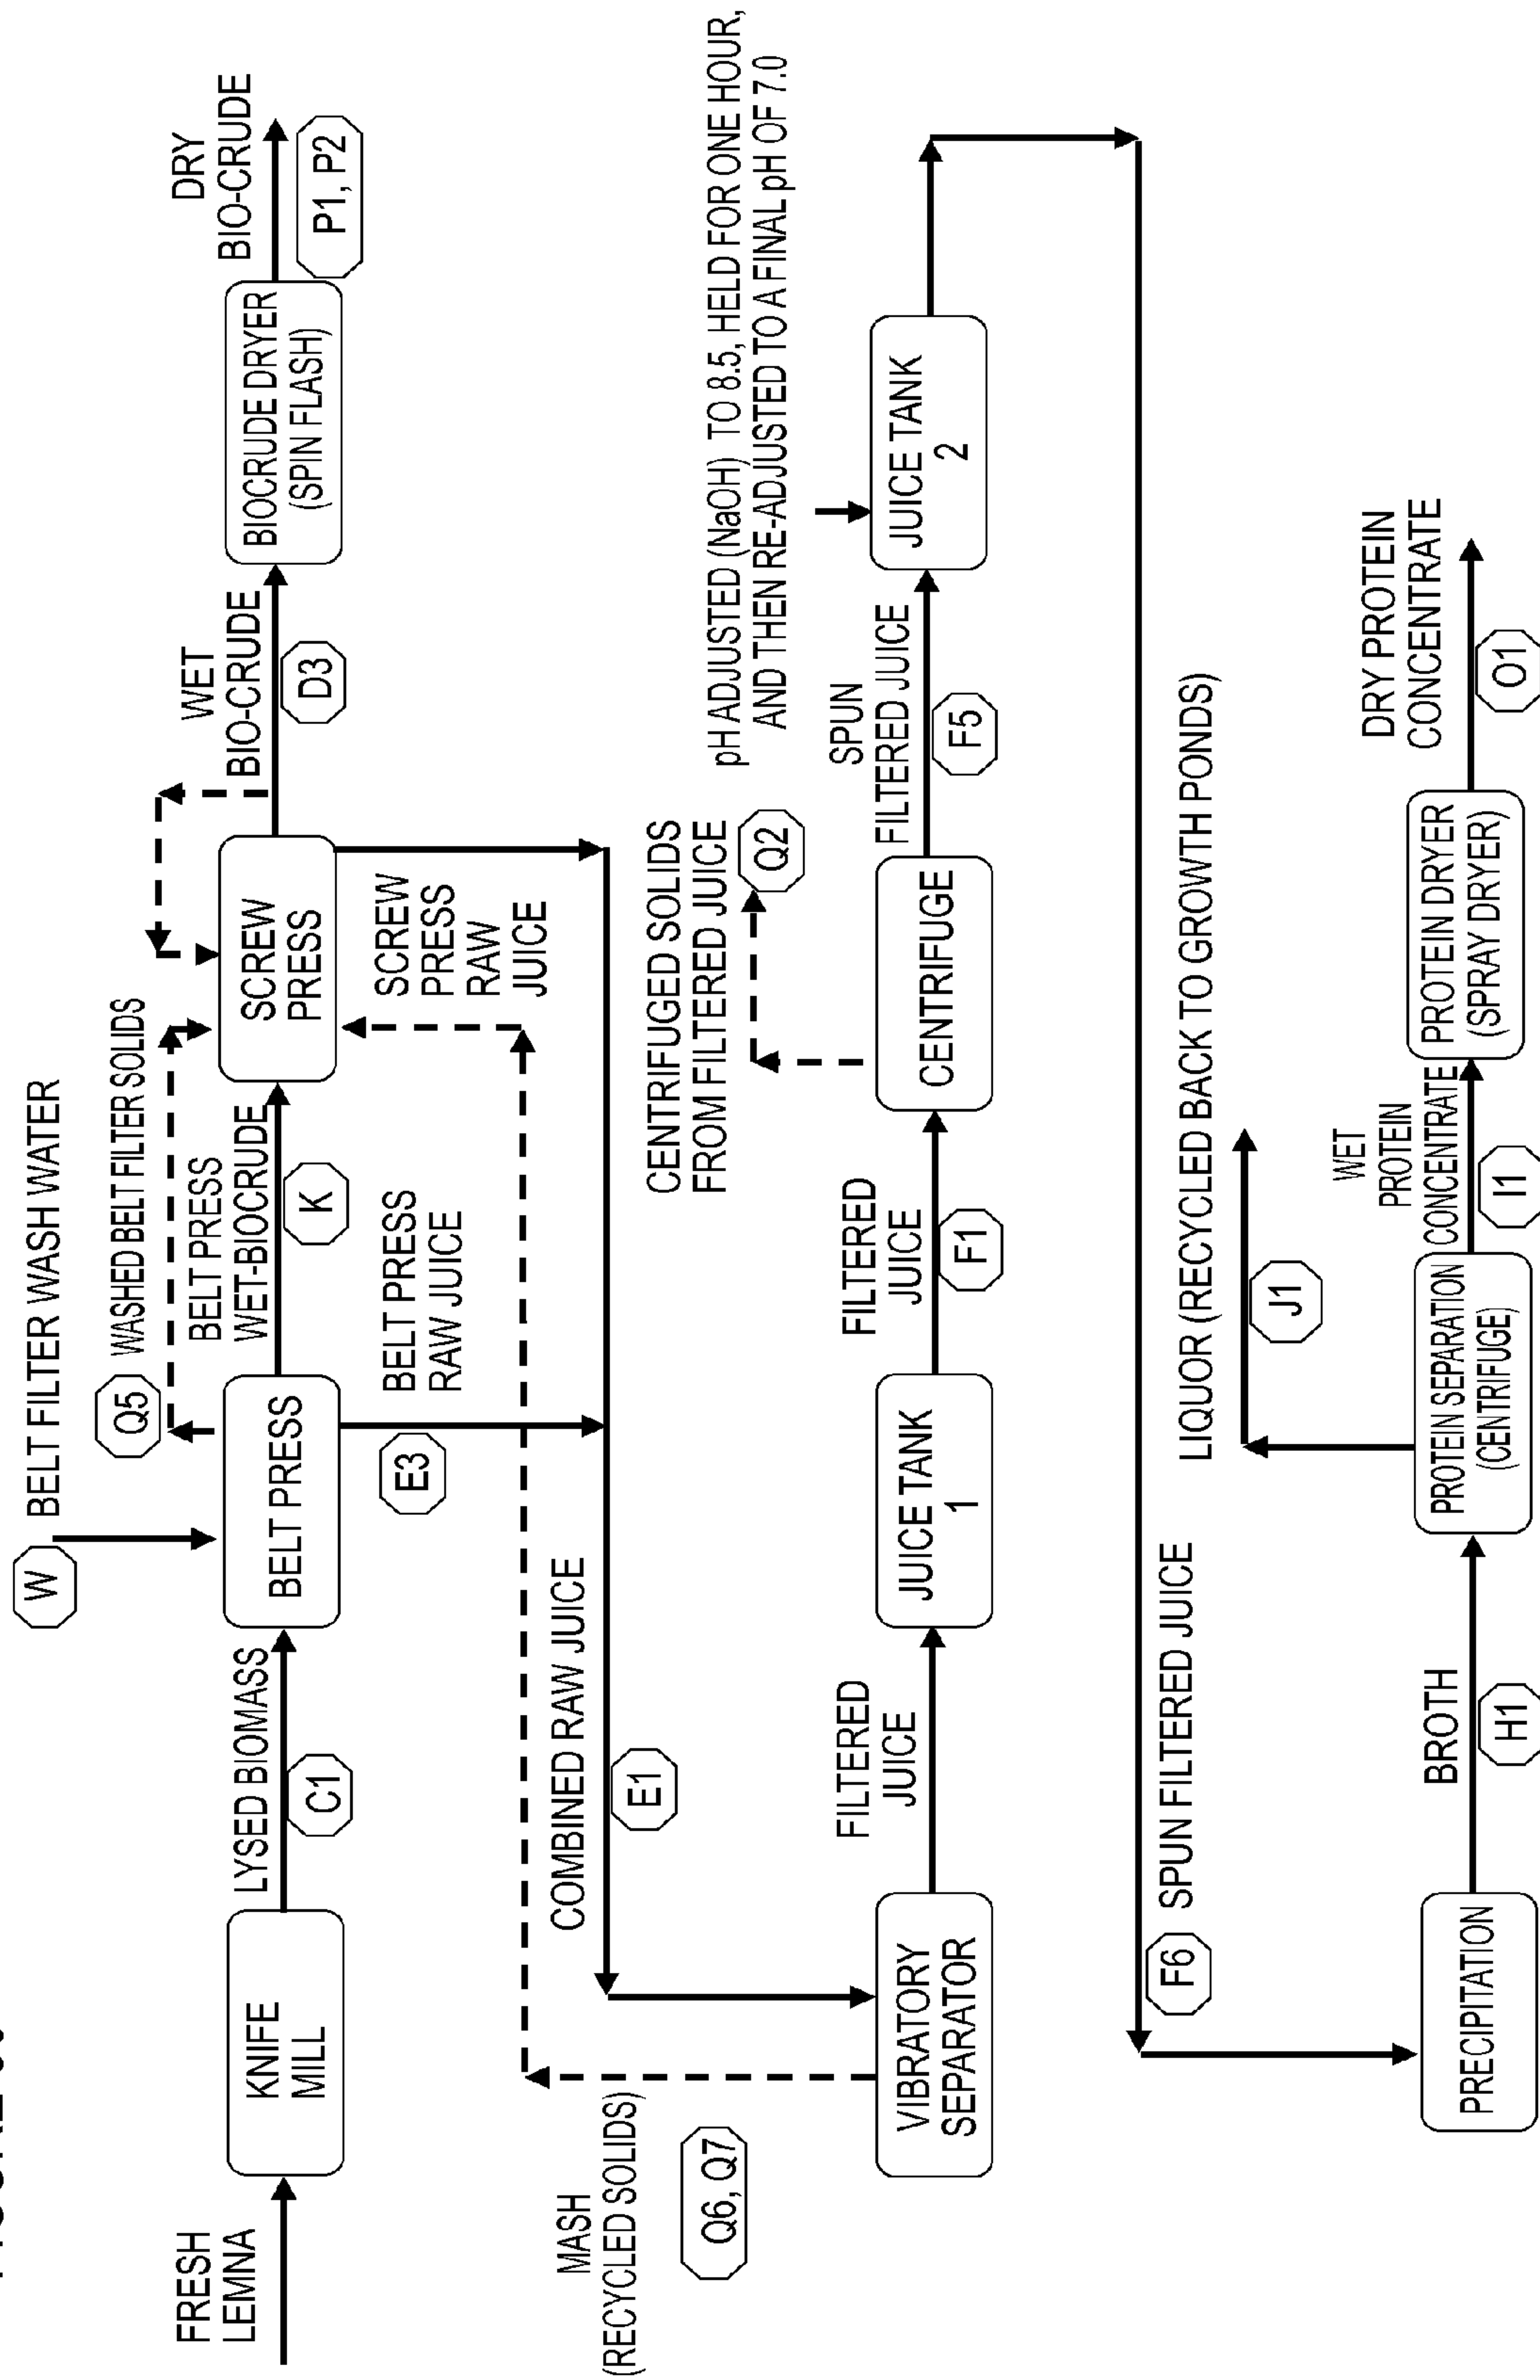 BELT FILTER WASH WATER
W
Q5
WASHED BELT FILTER SOLIDS
FRESH
LEMNA
KNIFE
MILL
LYSED BIOMASS
C1
BELT PRESS
BELT PRESS
WET-BIOCRUDE
K
SCREW
PRESS
WET
BIO-CRUDE
D3
BIOCRUDE DRYER
(SPIN FLASH)
DRY
BIO-CRUDE
P1, P2
E3
BELT PRESS
RAW JUICE
SCREW
PRESS
RAW
JUICE
COMBINED RAW JUICE
E1
MASH
(RECYCLED SOLIDS)
Q6, Q7
CENTRIFUGED SOLIDS
FROM FILTERED JUICE
Q2
pH ADJUSTED (NaOH) TO 8.5, HELD FOR ONE HOUR,
AND THEN RE-ADJUSTED TO A FINAL pH OF 7.0
VIBRATORY
SEPARATOR
FILTERED
JUICE
JUICE TANK
1
FILTERED
JUICE
F1
CENTRIFUGE
SPUN
FILTERED JUICE
F5
JUICE TANK
2
F6
SPUN FILTERED JUICE
LIQUOR (RECYCLED BACK TO GROWTH PONDS)
J1
PRECIPITATION
BROTH
H1
PROTEIN SEPARATION
(CENTRIFUGE)
WET
PROTEIN
CONCENTRATE
I1
PROTEIN DRYER
(SPRAY DRYER)
DRY PROTEIN
CONCENTRATE
O1